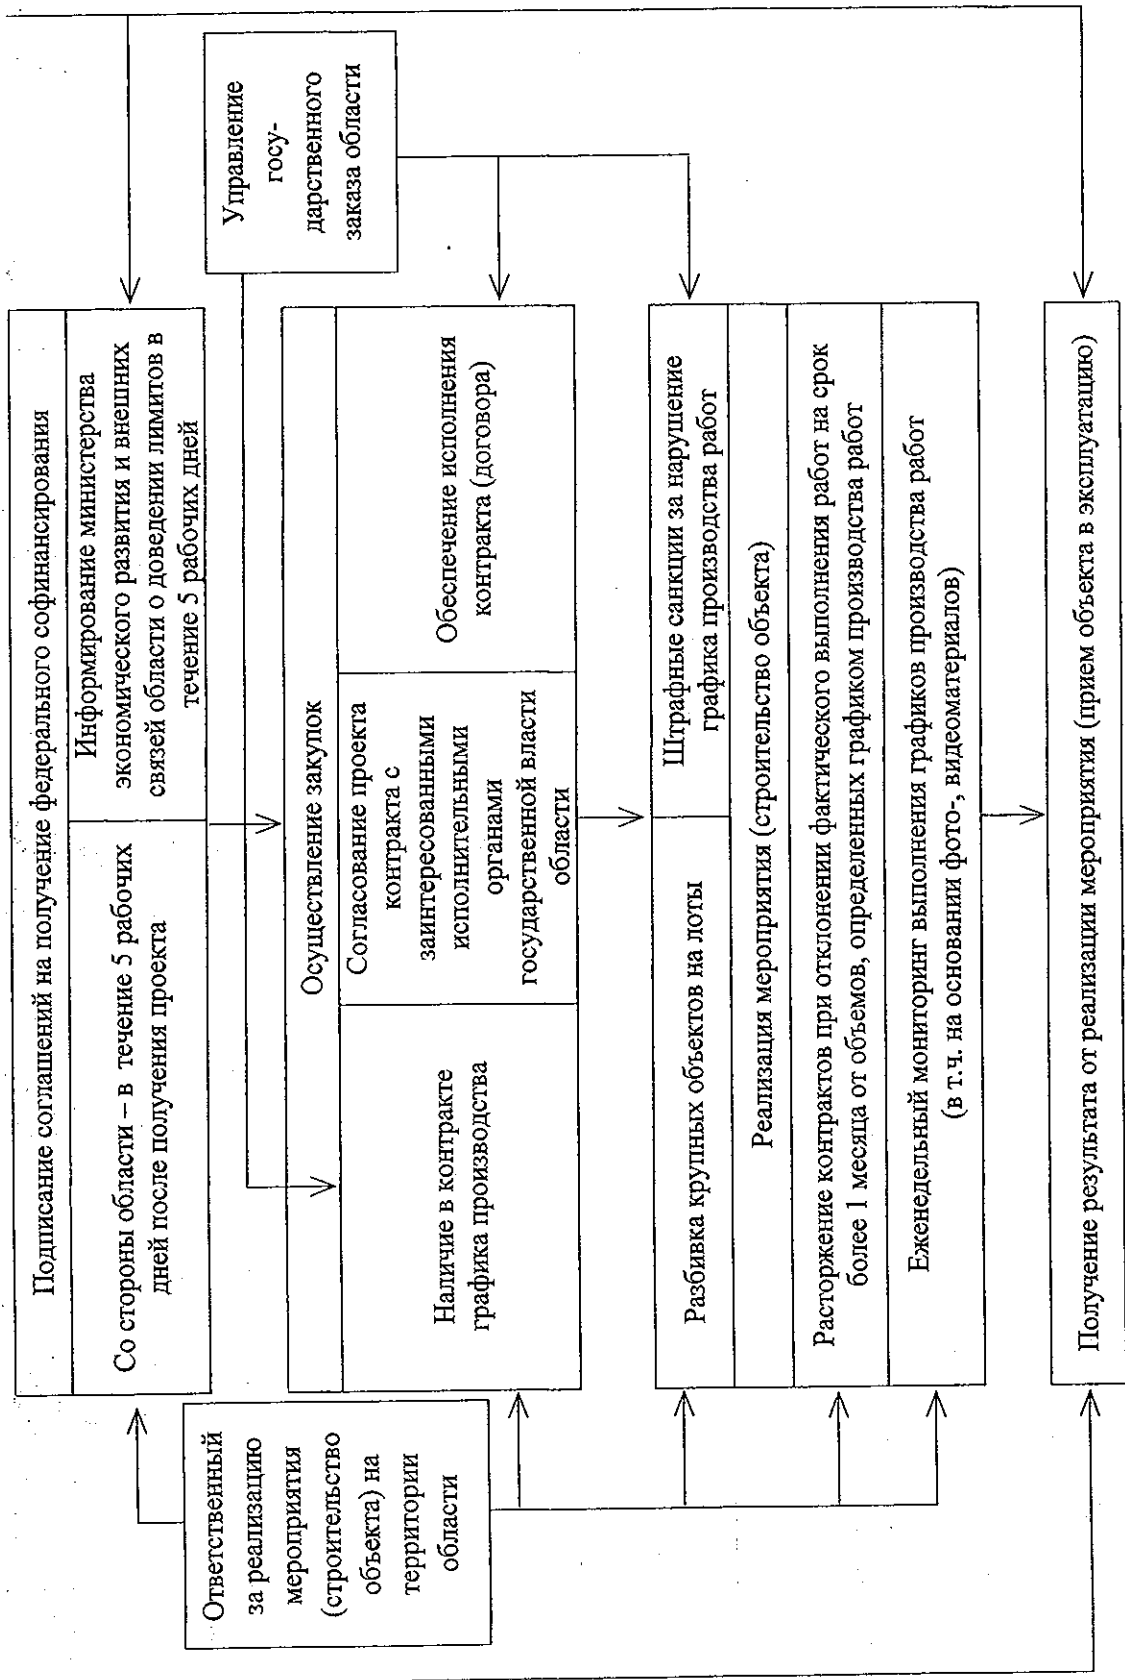 Подписание соглашений на получение федерального софинансирования
Со стороны области – в течение 5 рабочих
дней после получения проекта
Информирование министерства
экономического развития и внешних
связей области о доведении лимитов в
течение 5 рабочих дней
Ответственный
за реализацию
мероприятия
(строительство
объекта) на
территории
области
Управление
госу-
дарственного
заказа области
Осуществление закупок
Наличие в контракте
графика производства
Согласование проекта
контракта с
заинтересованными
исполнительными
органами
государственной власти
области
Обеспечение исполнения
контракта (договора)
Разбивка крупных объектов на лоты
Штрафные санкции за нарушение
графика производства работ
Реализация мероприятия (строительство объекта)
Расторжение контрактов при отклонении фактического выполнения работ на срок
более 1 месяца от объемов, определенных графиком производства работ
Еженедельный мониторинг выполнения графиков производства работ
(в т.ч. на основании фото-, видеоматериалов)
Получение результата от реализации мероприятия (прием объекта в эксплуатацию)